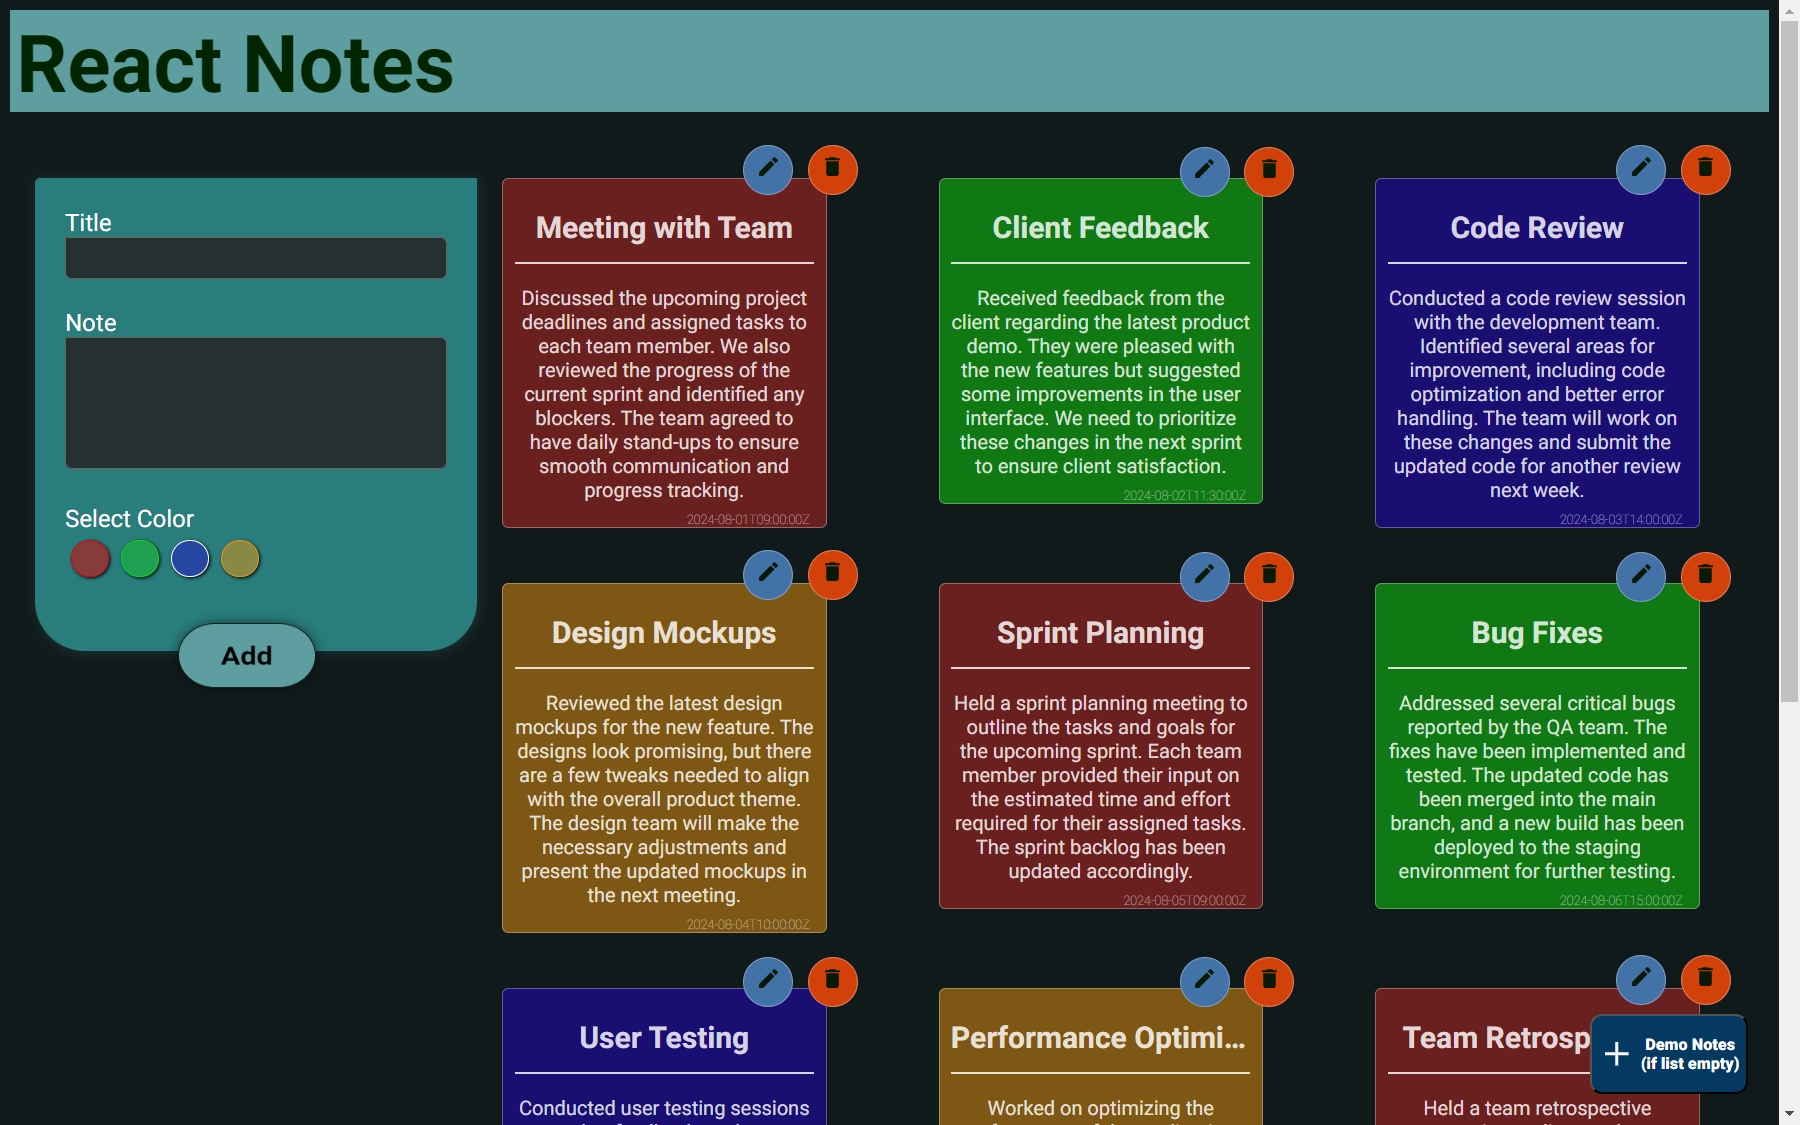 React Notes
Title
Note
Select Color
Add
Meeting with Team
Discussed the upcoming project
deadlines and assigned tasks to
each team member. We also
reviewed the progress of the
current sprint and identified any
blockers. The team agreed to
have daily stand-ups to ensure
smooth communication and
progress tracking.
2024-08-01T09:00:00Z
Client Feedback
Received feedback from the
client regarding the latest product
demo. They were pleased with
the new features but suggested
some improvements in the user
interface. We need to prioritize
these changes in the next sprint
to ensure client satisfaction.
2024-08-02T11:30:00Z
Code Review
Conducted a code review session
with the development team.
Identified several areas for
improvement, including code
optimization and better error
handling. The team will work on
these changes and submit the
updated code for another review
next week.
2024-08-03T14:00:00Z
Design Mockups
Reviewed the latest design
mockups for the new feature. The
designs look promising, but there
are a few tweaks needed to align
with the overall product theme.
The design team will make the
necessary adjustments and
present the updated mockups in
the next meeting.
2024-08-04T10:00:00Z
Sprint Planning
Held a sprint planning meeting to
outline the tasks and goals for
the upcoming sprint. Each team
member provided their input on
the estimated time and effort
required for their assigned tasks.
The sprint backlog has been
updated accordingly.
2024-08-05T09:00:00Z
Bug Fixes
Addressed several critical bugs
reported by the QA team. The
fixes have been implemented and
tested. The updated code has
been merged into the main
branch, and a new build has been
deployed to the staging
environment for further testing.
2024-08-06T15:00:00Z
User Testing
Conducted user testing sessions
Performance Optimi...
Worked on optimizing the
Team Retrosp
Held a team retrospective
Demo Notes
(if list empty)